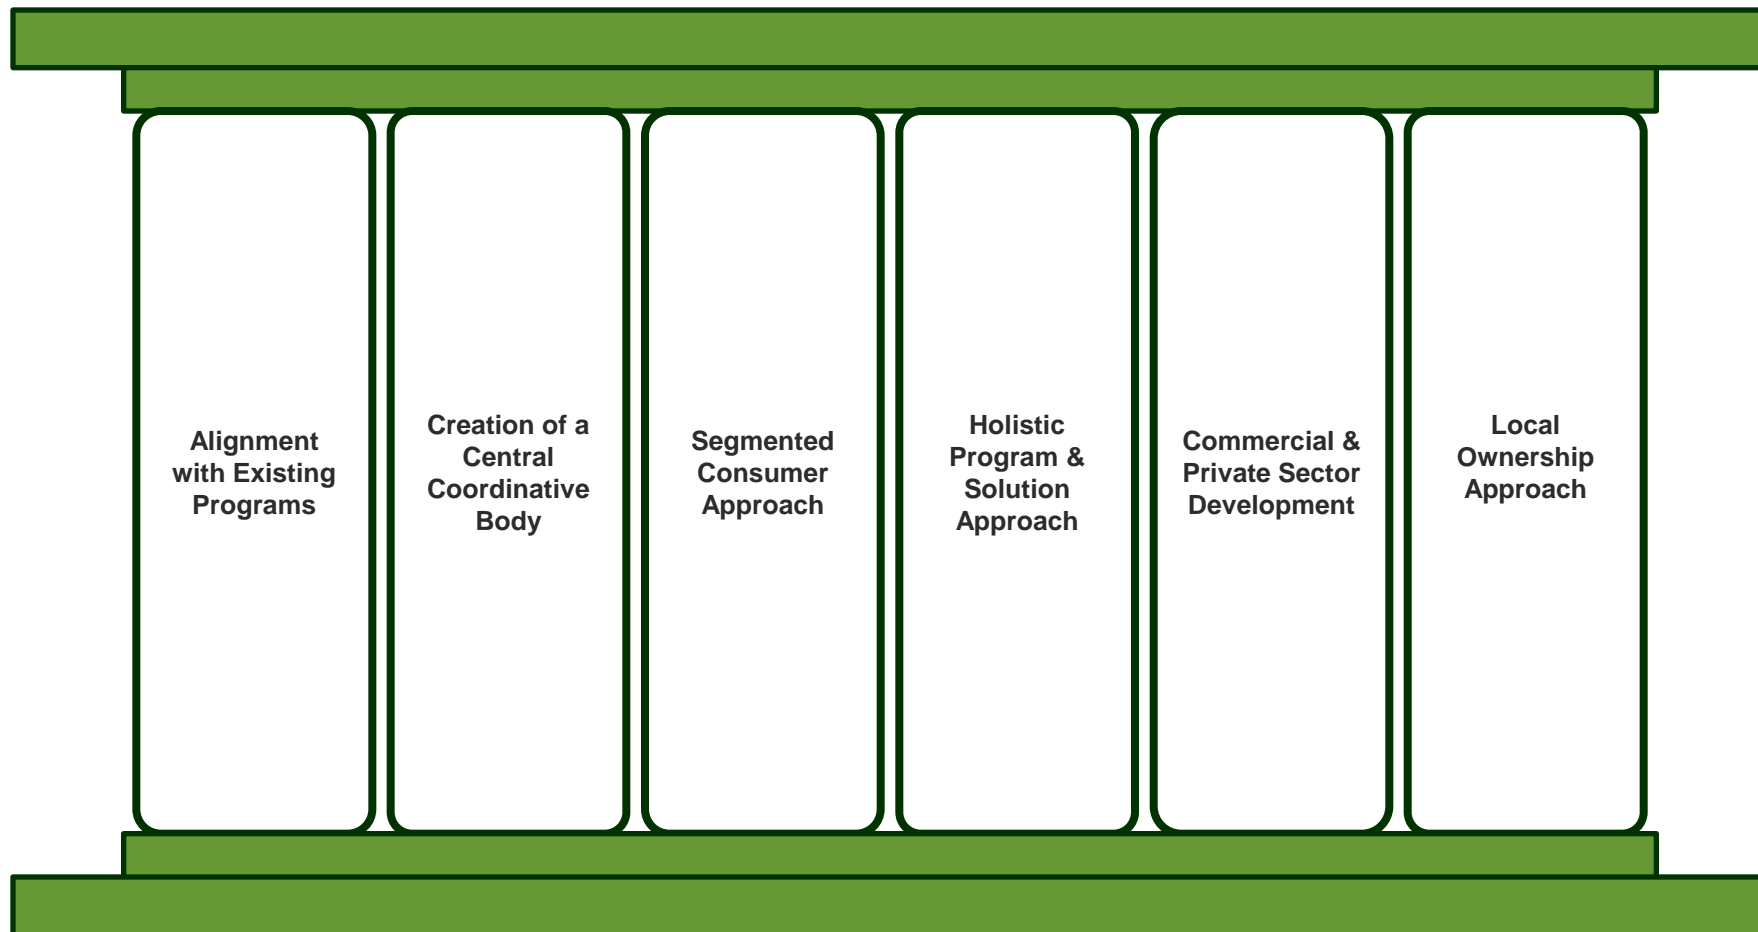 Alignment
with Existing
Programs
Creation of a
Central
Coordinative
Body
Segmented
Consumer
Approach
Holistic
Program &
Solution
Approach
Commercial &
Private Sector
Development
Local
Ownership
Approach